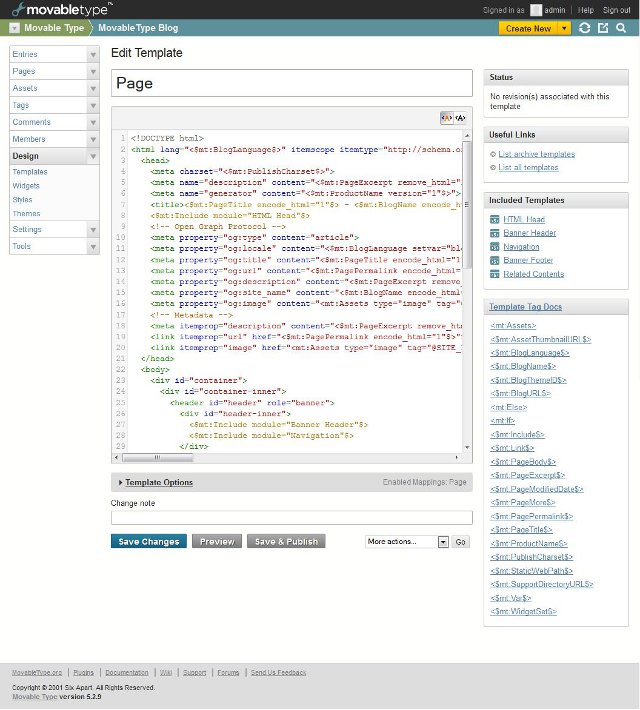 movabletype™
Signed in as admin Help Sign out
Movable Type MovableType Blog Create New
Entries
Pages
Assets
Tags
Comments
Members
Design
Templates
Widgets
Styles
Themes
Settings
Tools
Edit Template
Page
<A> <A>
1 <!DOCTYPE html>
2 <html lang="<$mt:BlogLanguage$>" itemscope itemtype="http://schema.o
3 <head>
4 <meta charset="<$mt:PublishCharset$>">
5 <meta name="description" content="<$mt:PageExcerpt remove_html="
6 <meta name="generator" content="<$mt:ProductName version="1"$>">
7 <title><$mt:PageTitle encode_html="1"$> - <$mt:BlogName encode_h
8 <$mt:Include module="HTML Head"$>
9 <!-- Open Graph Protocol -->
10 <meta property="og:type" content="article">
11 <meta property="og:locale" content="<$mt:BlogLanguage setvar="bl
12 <meta property="og:title" content="<$mt:PageTitle encode_html="1
13 <meta property="og:url" content="<$mt:PagePermalink encode_html=
14 <meta property="og:description" content="<$mt:PageExcerpt remove
15 <meta property="og:site_name" content="<$mt:BlogName encode_html
16 <meta property="og:image" content="<mt:Assets type="image" tag="
17 <!-- Metadata -->
18 <meta itemprop="description" content="<$mt:PageExcerpt remove_ht
19 <link itemprop="url" href="<$mt:PagePermalink encode_html="1"$>"
20 <link itemprop="image" href="<mt:Assets type="image" tag="@SITE_
21 </head>
22 <body>
23 <div id="container">
24 <div id="container-inner">
25 <header id="header" role="banner">
26 <div id="header-inner">
27 <$mt:Include module="Banner Header"$>
28 <$mt:Include module="Navigation"$>
29 </div>
Template Options Enabled Mappings: Page
Change note
Save Changes Preview Save & Publish More actions... Go
Status
No revision(s) associated with this
template
Useful Links
List archive templates
List all templates
Included Templates
HTML Head
Banner Header
Navigation
Banner Footer
Related Contents
Template Tag Docs
<mt:Assets>
<$mt:AssetThumbnailURL$>
<$mt:BlogLanguage$>
<$mt:BlogName$>
<$mt:BlogThemeID$>
<$mt:BlogURL$>
<mt:Else>
<mt:If>
<$mt:Include$>
<$mt:Link$>
<$mt:PageBody$>
<$mt:PageExcerpt$>
<$mt:PageModifiedDate$>
<$mt:PageMore$>
<$mt:PagePermalink$>
<$mt:PageTitle$>
<$mt:ProductName$>
<$mt:PublishCharset$>
<$mt:StaticWebPath$>
<$mt:SupportDirectoryURL$>
<$mt:Var$>
<$mt:WidgetSet$>
MovableType.org | Plugins | Documentation | Wiki | Support | Forums | Send Us Feedback
Copyright © 2001 Six Apart. All Rights Reserved.
Movable Type version 5.2.9